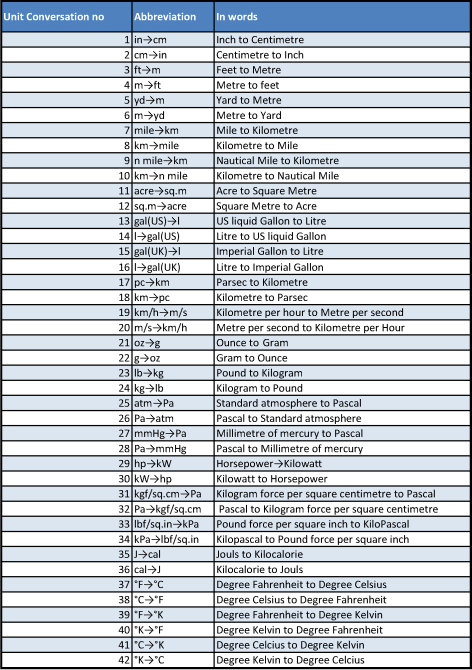 Unit Conversation no Abbreviation In words
1 in→cm Inch to Centimetre
2 cm→in Centimetre to Inch
3 ft→m Feet to Metre
4 m→ft Metre to feet
5 yd→m Yard to Metre
6 m→yd Metre to Yard
7 mile→km Mile to Kilometre
8 km→mile Kilometre to Mile
9 n mile→km Nautical Mile to Kilometre
10 km→n mile Kilometre to Nautical Mile
11 acre→sq.m Acre to Square Metre
12 sq.m→acre Square Metre to Acre
13 gal(US)→l US liquid Gallon to Litre
14 l→gal(US) Litre to US liquid Gallon
15 gal(UK)→l Imperial Gallon to Litre
16 l→gal(UK) Litre to Imperial Gallon
17 pc→km Parsec to Kilometre
18 km→pc Kilometre to Parsec
19 km/h→m/s Kilometre per hour to Metre per second
20 m/s→km/h Metre per second to Kilometre per Hour
21 oz→g Ounce to Gram
22 g→oz Gram to Ounce
23 lb→kg Pound to Kilogram
24 kg→lb Kilogram to Pound
25 atm→Pa Standard atmosphere to Pascal
26 Pa→atm Pascal to Standard atmosphere
27 mmHg→Pa Millimetre of mercury to Pascal
28 Pa→mmHg Pascal to Millimetre of mercury
29 hp→kW Horsepower→Kilowatt
30 kW→hp Kilowatt to Horsepower
31 kgf/sq.cm→Pa Kilogram force per square centimetre to Pascal
32 Pa→kgf/sq.cm Pascal to Kilogram force per square centimetre
33 lbf/sq.in→kPa Pound force per square inch to KiloPascal
34 kPa→lbf/sq.in Kilopascal to Pound force per square inch
35 J→cal Jouls to Kilocalorie
36 cal→J Kilocalorie to Jouls
37 °F→°C Degree Fahrenheit to Degree Celsius
38 °C→°F Degree Celsius to Degree Fahrenheit
39 °F→°K Degree Fahrenheit to Degree Kelvin
40 °K→°F Degree Kelvin to Degree Fahrenheit
41 °C→°K Degree Celcius to Degree Kelvin
42 °K→°C Degree Kelvin to Degree Celcius